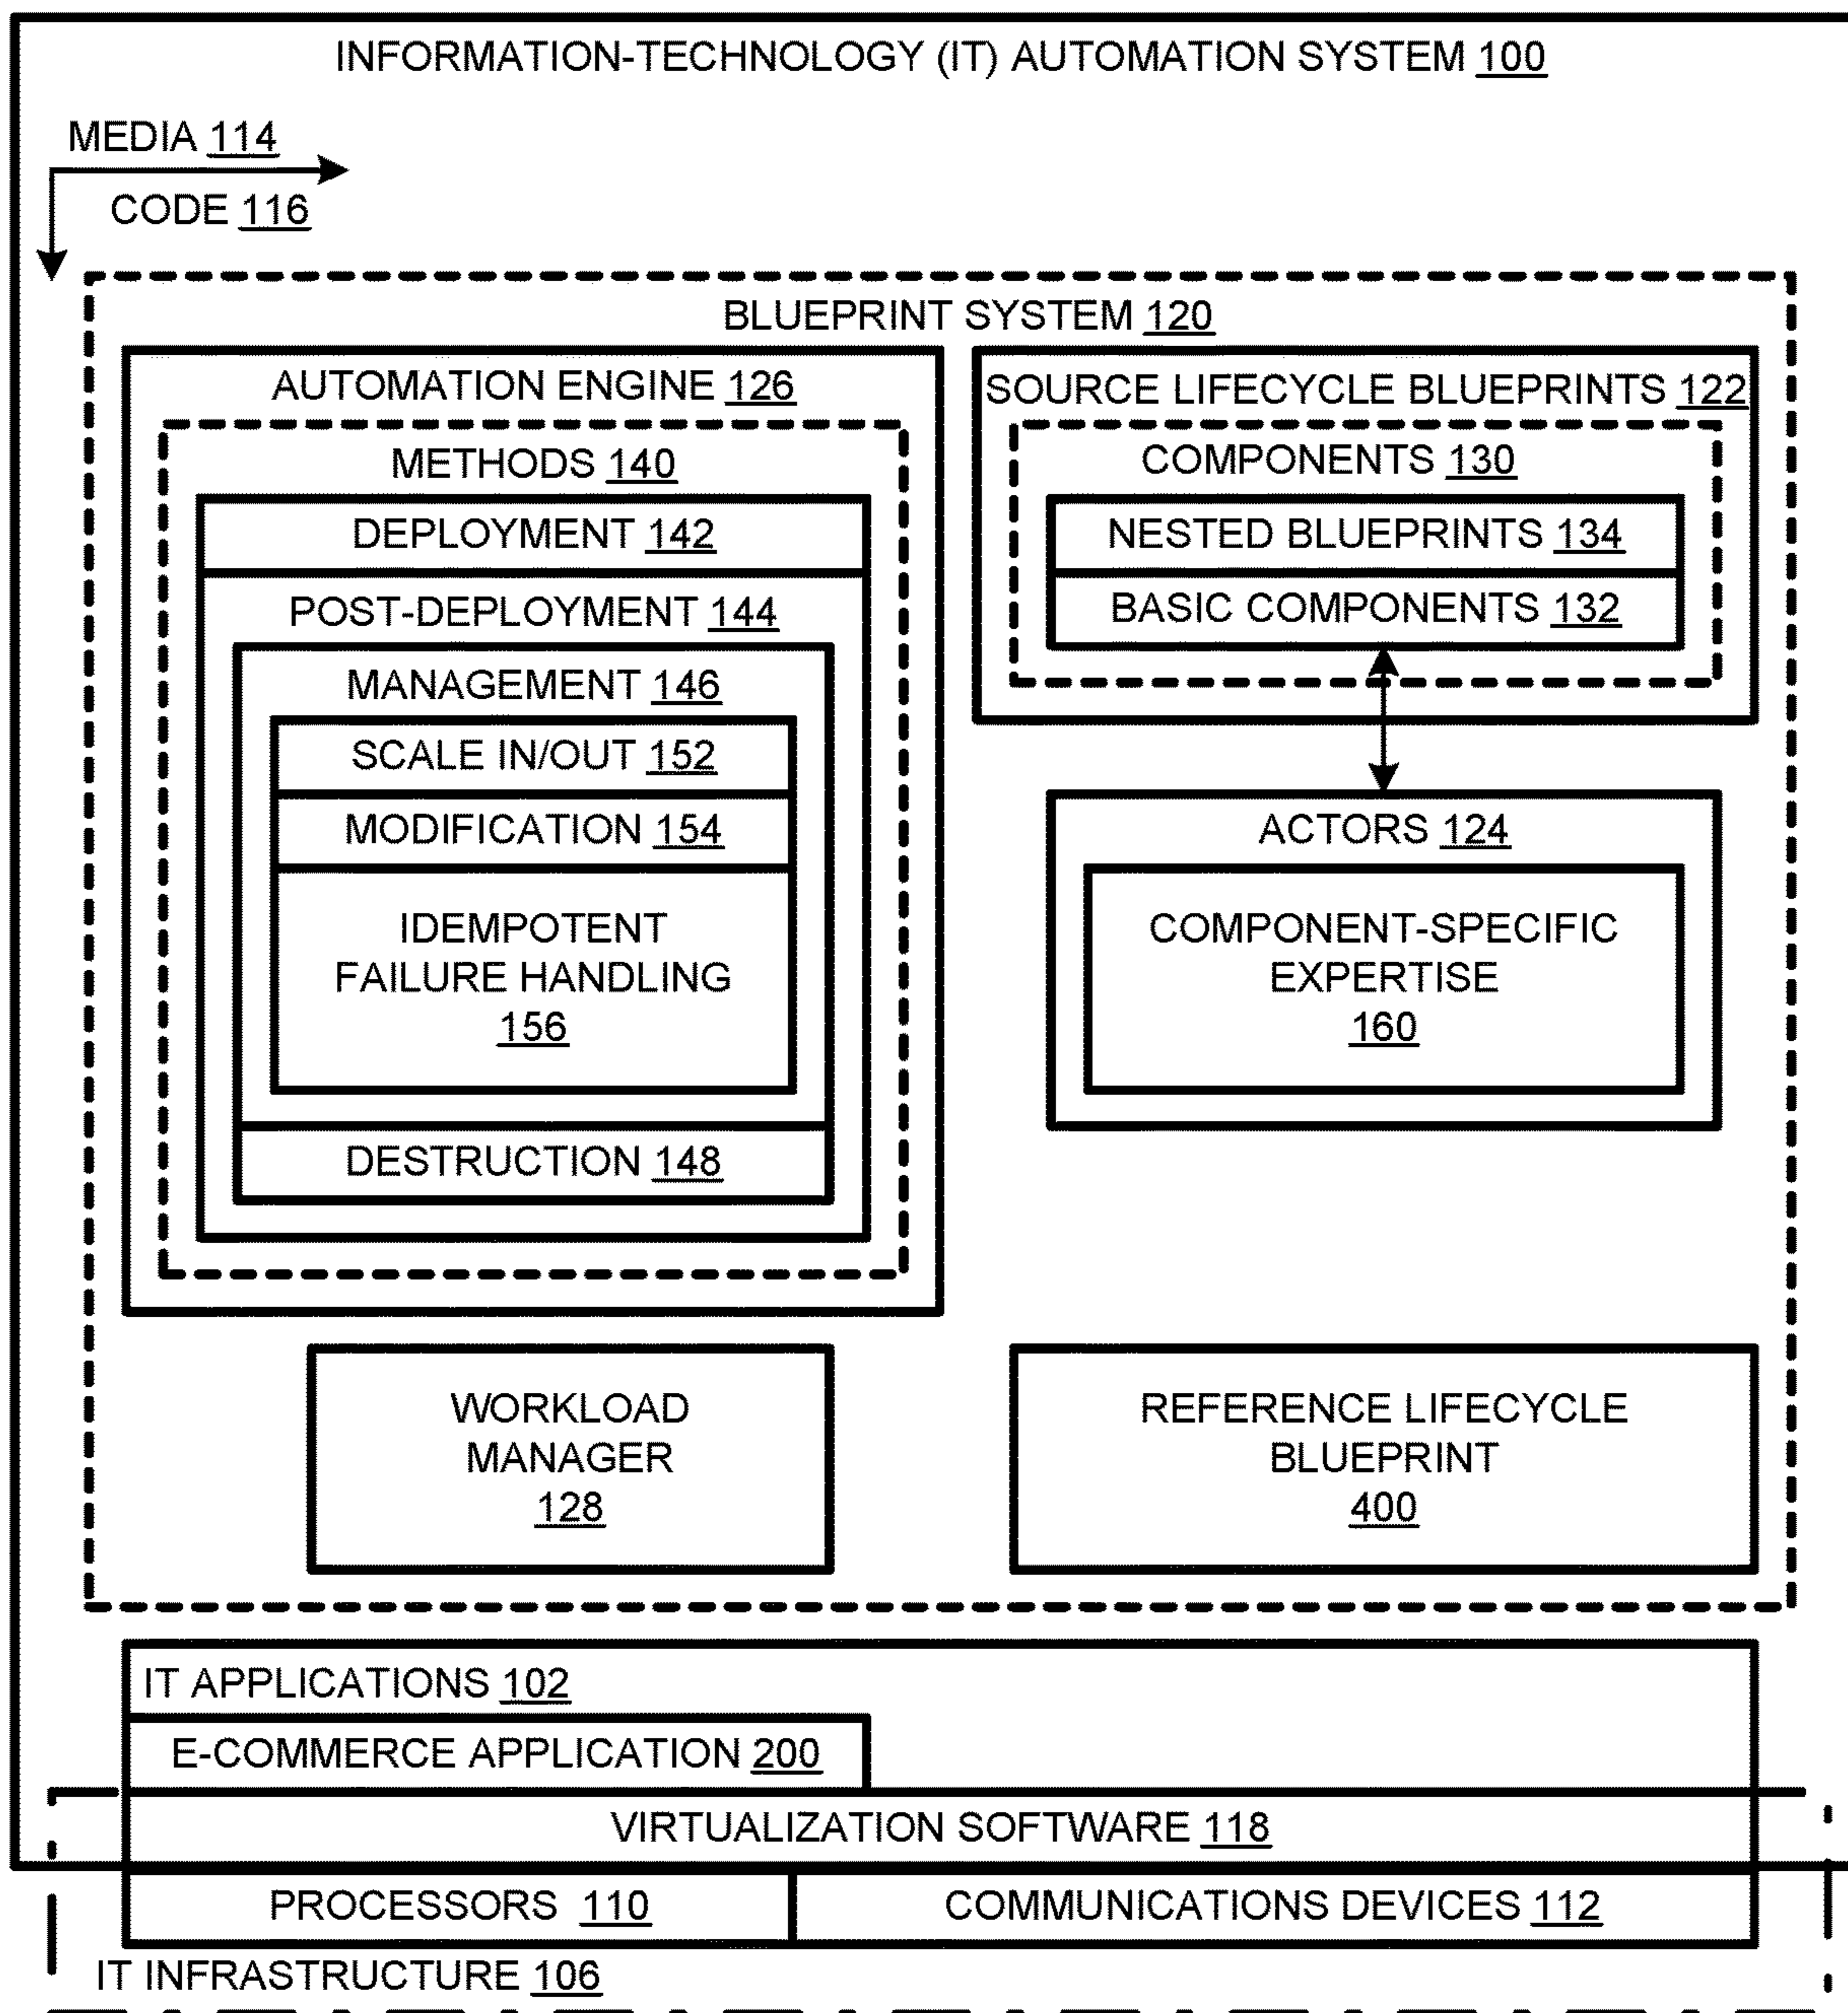 INFORMATION-TECHNOLOGY (IT) AUTOMATION SYSTEM 100
MEDIA 114
CODE 116
BLUEPRINT SYSTEM 120
AUTOMATION ENGINE 126
METHODS 140
DEPLOYMENT 142
POST-DEPLOYMENT 144
MANAGEMENT 146
SCALE IN/OUT 152
MODIFICATION 154
IDEMPOTENT
FAILURE HANDLING
156
DESTRUCTION 148
SOURCE LIFECYCLE BLUEPRINTS 122
COMPONENTS 130
NESTED BLUEPRINTS 134
BASIC COMPONENTS 132
ACTORS 124
COMPONENT-SPECIFIC
EXPERTISE
160
WORKLOAD
MANAGER
128
REFERENCE LIFECYCLE
BLUEPRINT
400
IT APPLICATIONS 102
E-COMMERCE APPLICATION 200
VIRTUALIZATION SOFTWARE 118
PROCESSORS 110
COMMUNICATIONS DEVICES 112
IT INFRASTRUCTURE 106